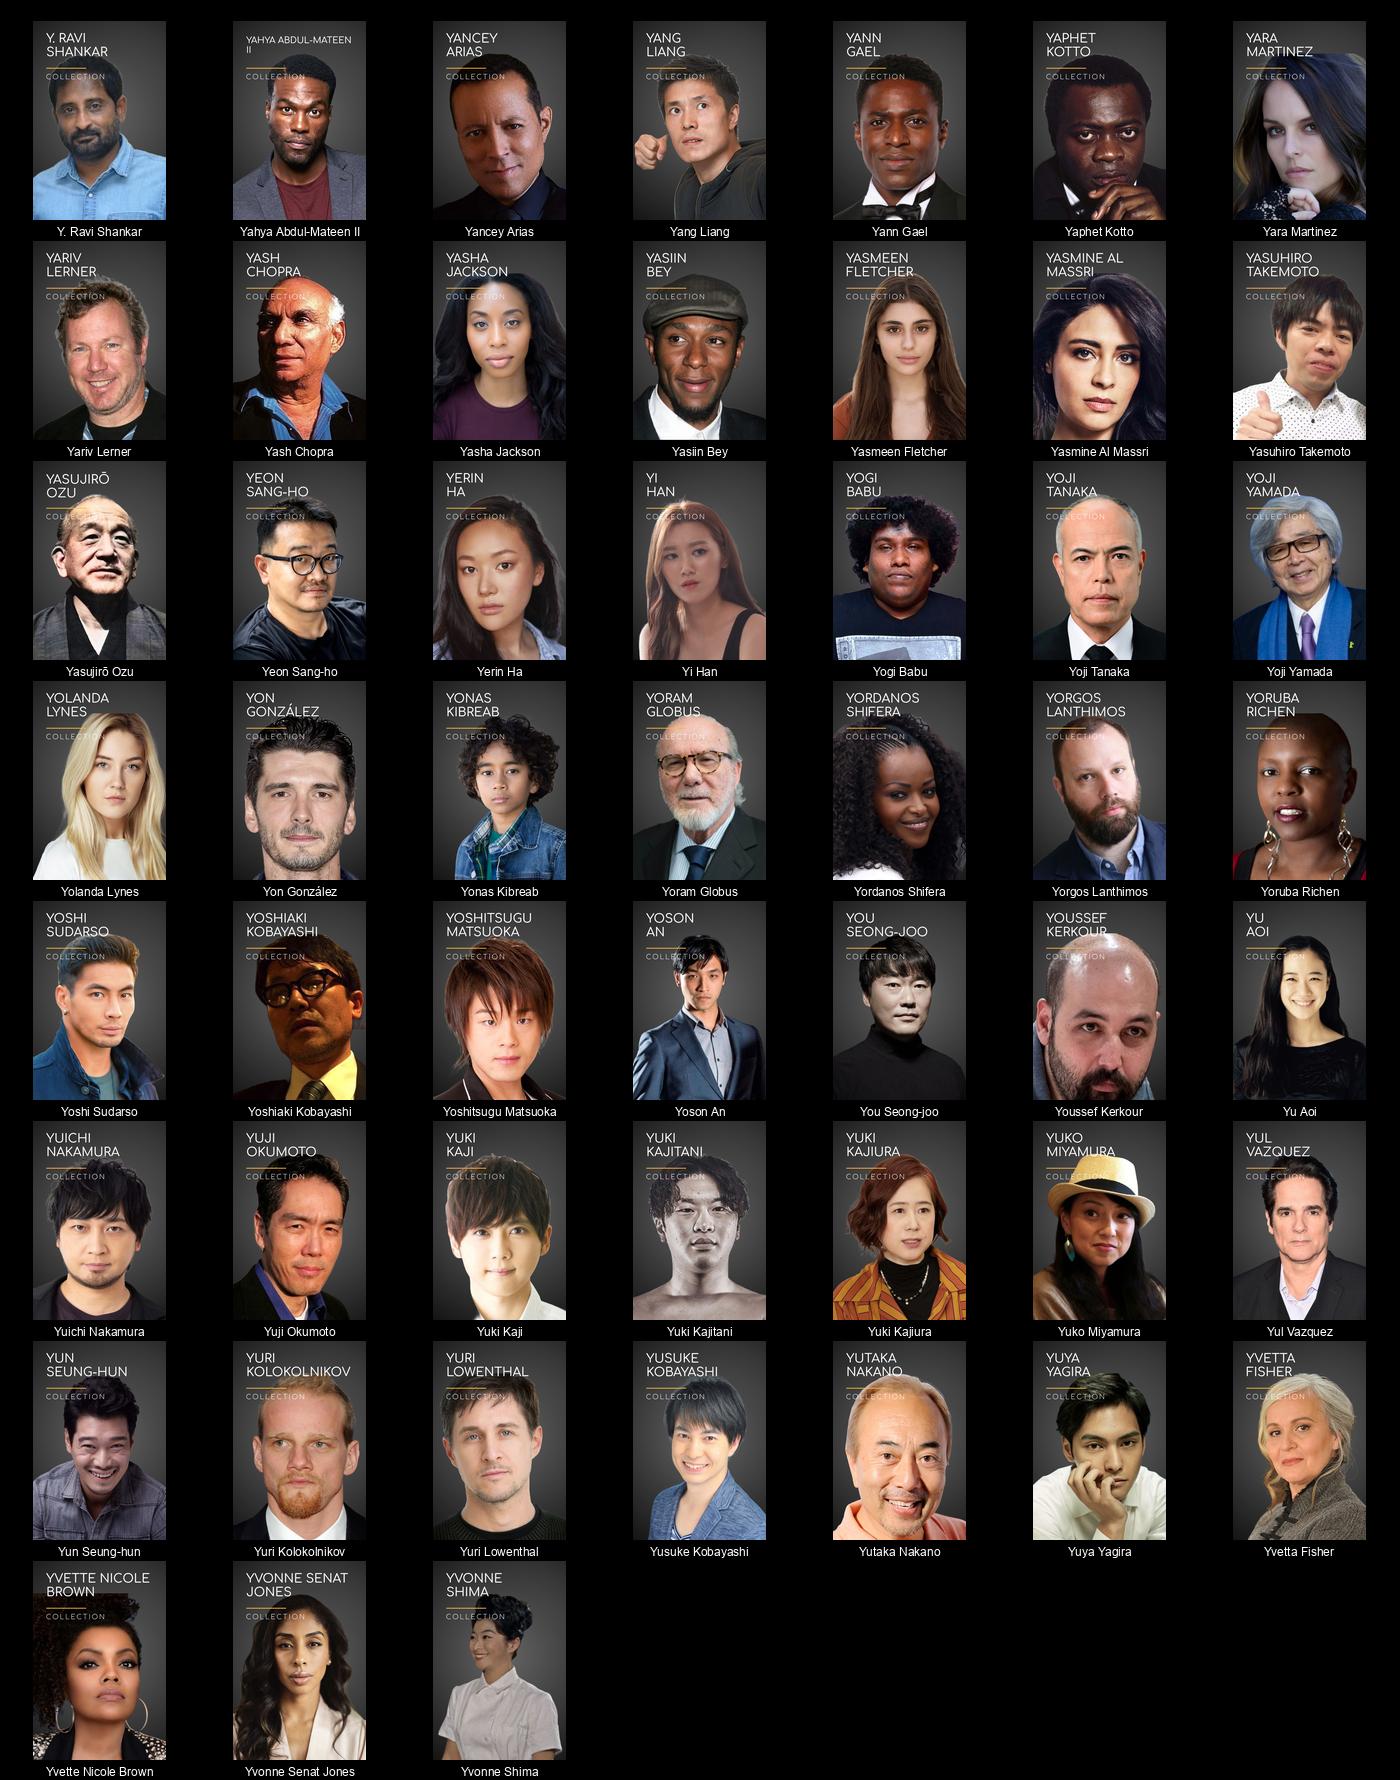 Y. RAVI
SHANKAR
COLLECTION
YAHYA ABDUL-MATEEN
II
COLLECTION
YANCEY
ARIAS
COLLECTION
YANG
LIANG
COLLECTION
YANN
GAEL
COLLECTION
YAPHET
KOTTO
COLLECTION
YARA
MARTINEZ
COLLECTION
Y. Ravi Shankar
Yahya Abdul-Mateen II
Yancey Arias
Yang Liang
Yann Gael
Yaphet Kotto
Yara Martinez
YARIV
LERNER
COLLECTION
YASH
CHOPRA
COLLECTION
YASHA
JACKSON
COLLECTION
YASIIN
BEY
COLLECTION
YASMEEN
FLETCHER
COLLECTION
YASMINE AL
MASSRI
COLLECTION
YASUHIRO
TAKEMOTO
COLLECTION
Yariv Lerner
Yash Chopra
Yasha Jackson
Yasiin Bey
Yasmeen Fletcher
Yasmine Al Massri
Yasuhiro Takemoto
YASUJIRŌ
OZU
COLLECTION
YEON
SANG-HO
COLLECTION
YERIN
HA
COLLECTION
YI
HAN
COLLECTION
YOGI
BABU
COLLECTION
YOJI
TANAKA
COLLECTION
YOJI
YAMADA
COLLECTION
Yasujirō Ozu
Yeon Sang-ho
Yerin Ha
Yi Han
Yogi Babu
Yoji Tanaka
Yoji Yamada
YOLANDA
LYNES
COLLECTION
YON
GONZÁLEZ
COLLECTION
YONAS
KIBREAB
COLLECTION
YORAM
GLOBUS
COLLECTION
YORDANOS
SHIFERA
COLLECTION
YORGOS
LANTHIMOS
COLLECTION
YORUBA
RICHEN
COLLECTION
Yolanda Lynes
Yon González
Yonas Kibreab
Yoram Globus
Yordanos Shifera
Yorgos Lanthimos
Yoruba Richen
YOSHI
SUDARSO
COLLECTION
YOSHIAKI
KOBAYASHI
COLLECTION
YOSHITSUGU
MATSUOKA
COLLECTION
YOSON
AN
COLLECTION
YOU
SEONG-JOO
COLLECTION
YOUSSEF
KERKOUR
COLLECTION
YU
AOI
COLLECTION
Yoshi Sudarso
Yoshiaki Kobayashi
Yoshitsugu Matsuoka
Yoson An
You Seong-joo
Youssef Kerkour
Yu Aoi
YUICHI
NAKAMURA
COLLECTION
YUJI
OKUMOTO
COLLECTION
YUKI
KAJI
COLLECTION
YUKI
KAJITANI
COLLECTION
YUKI
KAJIURA
COLLECTION
YUKO
MIYAMURA
COLLECTION
YUL
VAZQUEZ
COLLECTION
Yuichi Nakamura
Yuji Okumoto
Yuki Kaji
Yuki Kajitani
Yuki Kajiura
Yuko Miyamura
Yul Vazquez
YUN
SEUNG-HUN
COLLECTION
YURI
KOLOKOLNIKOV
COLLECTION
YURI
LOWENTHAL
COLLECTION
YUSUKE
KOBAYASHI
COLLECTION
YUTAKA
NAKANO
COLLECTION
YUYA
YAGIRA
COLLECTION
YVETTA
FISHER
COLLECTION
Yun Seung-hun
Yuri Kolokolnikov
Yuri Lowenthal
Yusuke Kobayashi
Yutaka Nakano
Yuya Yagira
Yvetta Fisher
YVETTE NICOLE
BROWN
COLLECTION
YVONNE SENAT
JONES
COLLECTION
YVONNE
SHIMA
COLLECTION
Yvette Nicole Brown
Yvonne Senat Jones
Yvonne Shima